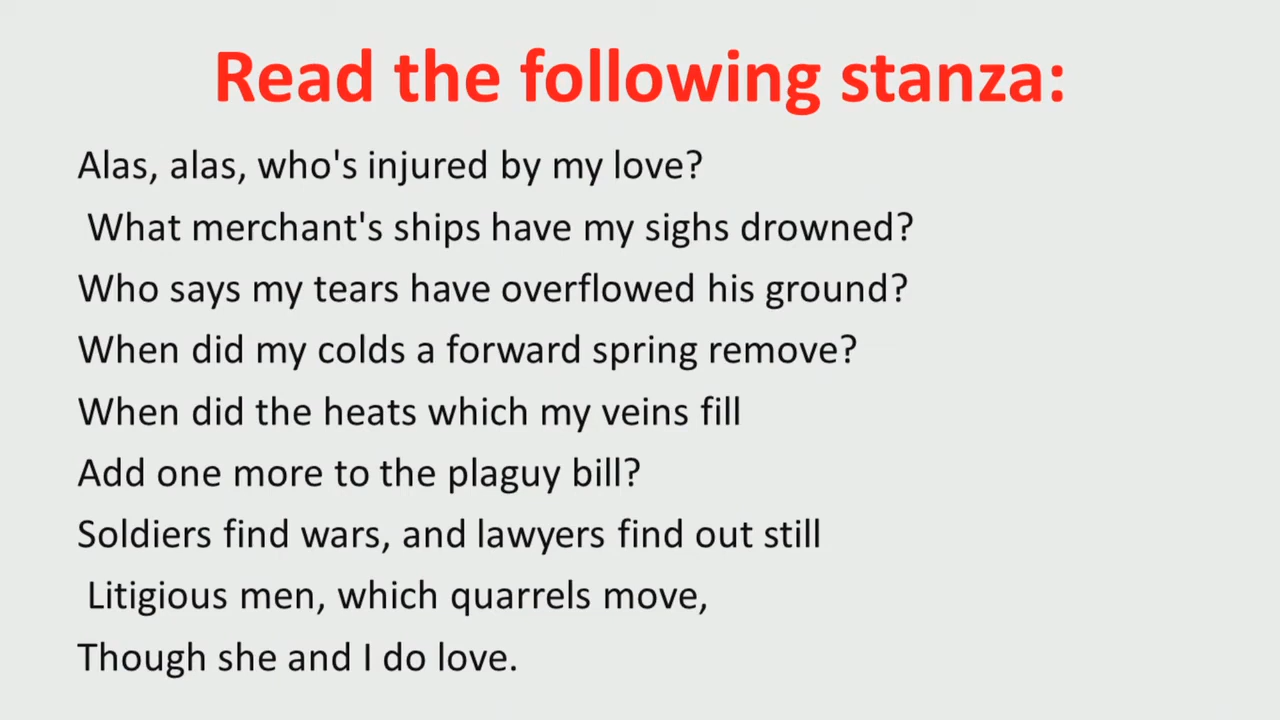 Read the following stanza:
Alas, alas, who's injured by my love?
What merchant's ships have my sighs drowned?
Who says my tears have overflowed his ground?
When did my colds a forward spring remove?
When did the heats which my veins fill
Add one more to the plaguy bill?
Soldiers find wars, and lawyers find out still
Litigious men, which quarrels move,
Though she and I do love.